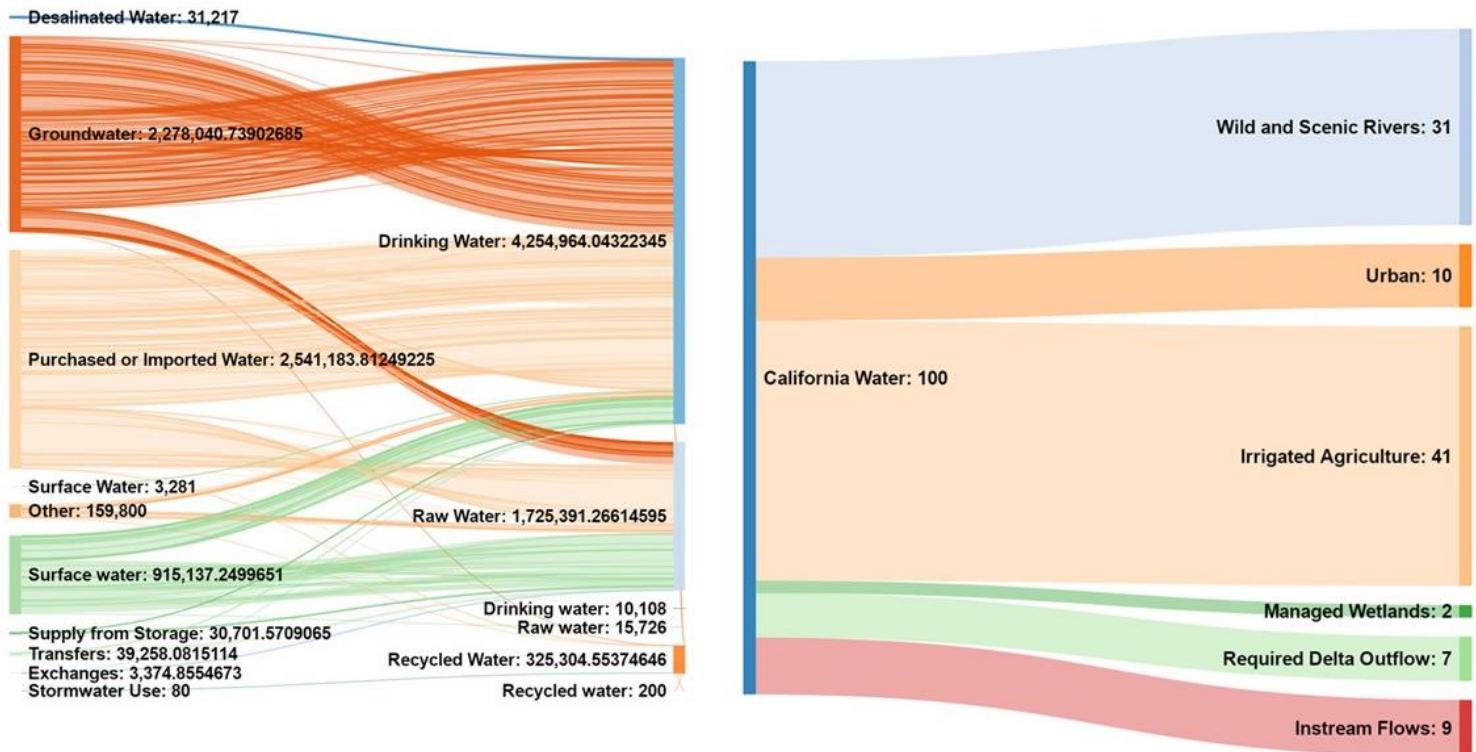 Desalinated Water: 31,217
Groundwater: 2,278,040.73902685
Drinking Water: 4,254,964.04322345
Purchased or Imported Water: 2,541,183.81249225
Surface Water: 3,281
Other: 159,800
Raw Water: 1,725,391.26614595
Surface water: 915,137.2499651
Drinking water: 10,108
Raw water: 15,726
Supply from Storage: 30,701.5709065
Transfers: 39,258.0815114
Recycled Water: 325,304.55374646
Exchanges: 3,374.8554673
Stormwater Use: 80
Recycled water: 200
Wild and Scenic Rivers: 31
Urban: 10
California Water: 100
Irrigated Agriculture: 41
Managed Wetlands: 2
Required Delta Outflow: 7
Instream Flows: 9